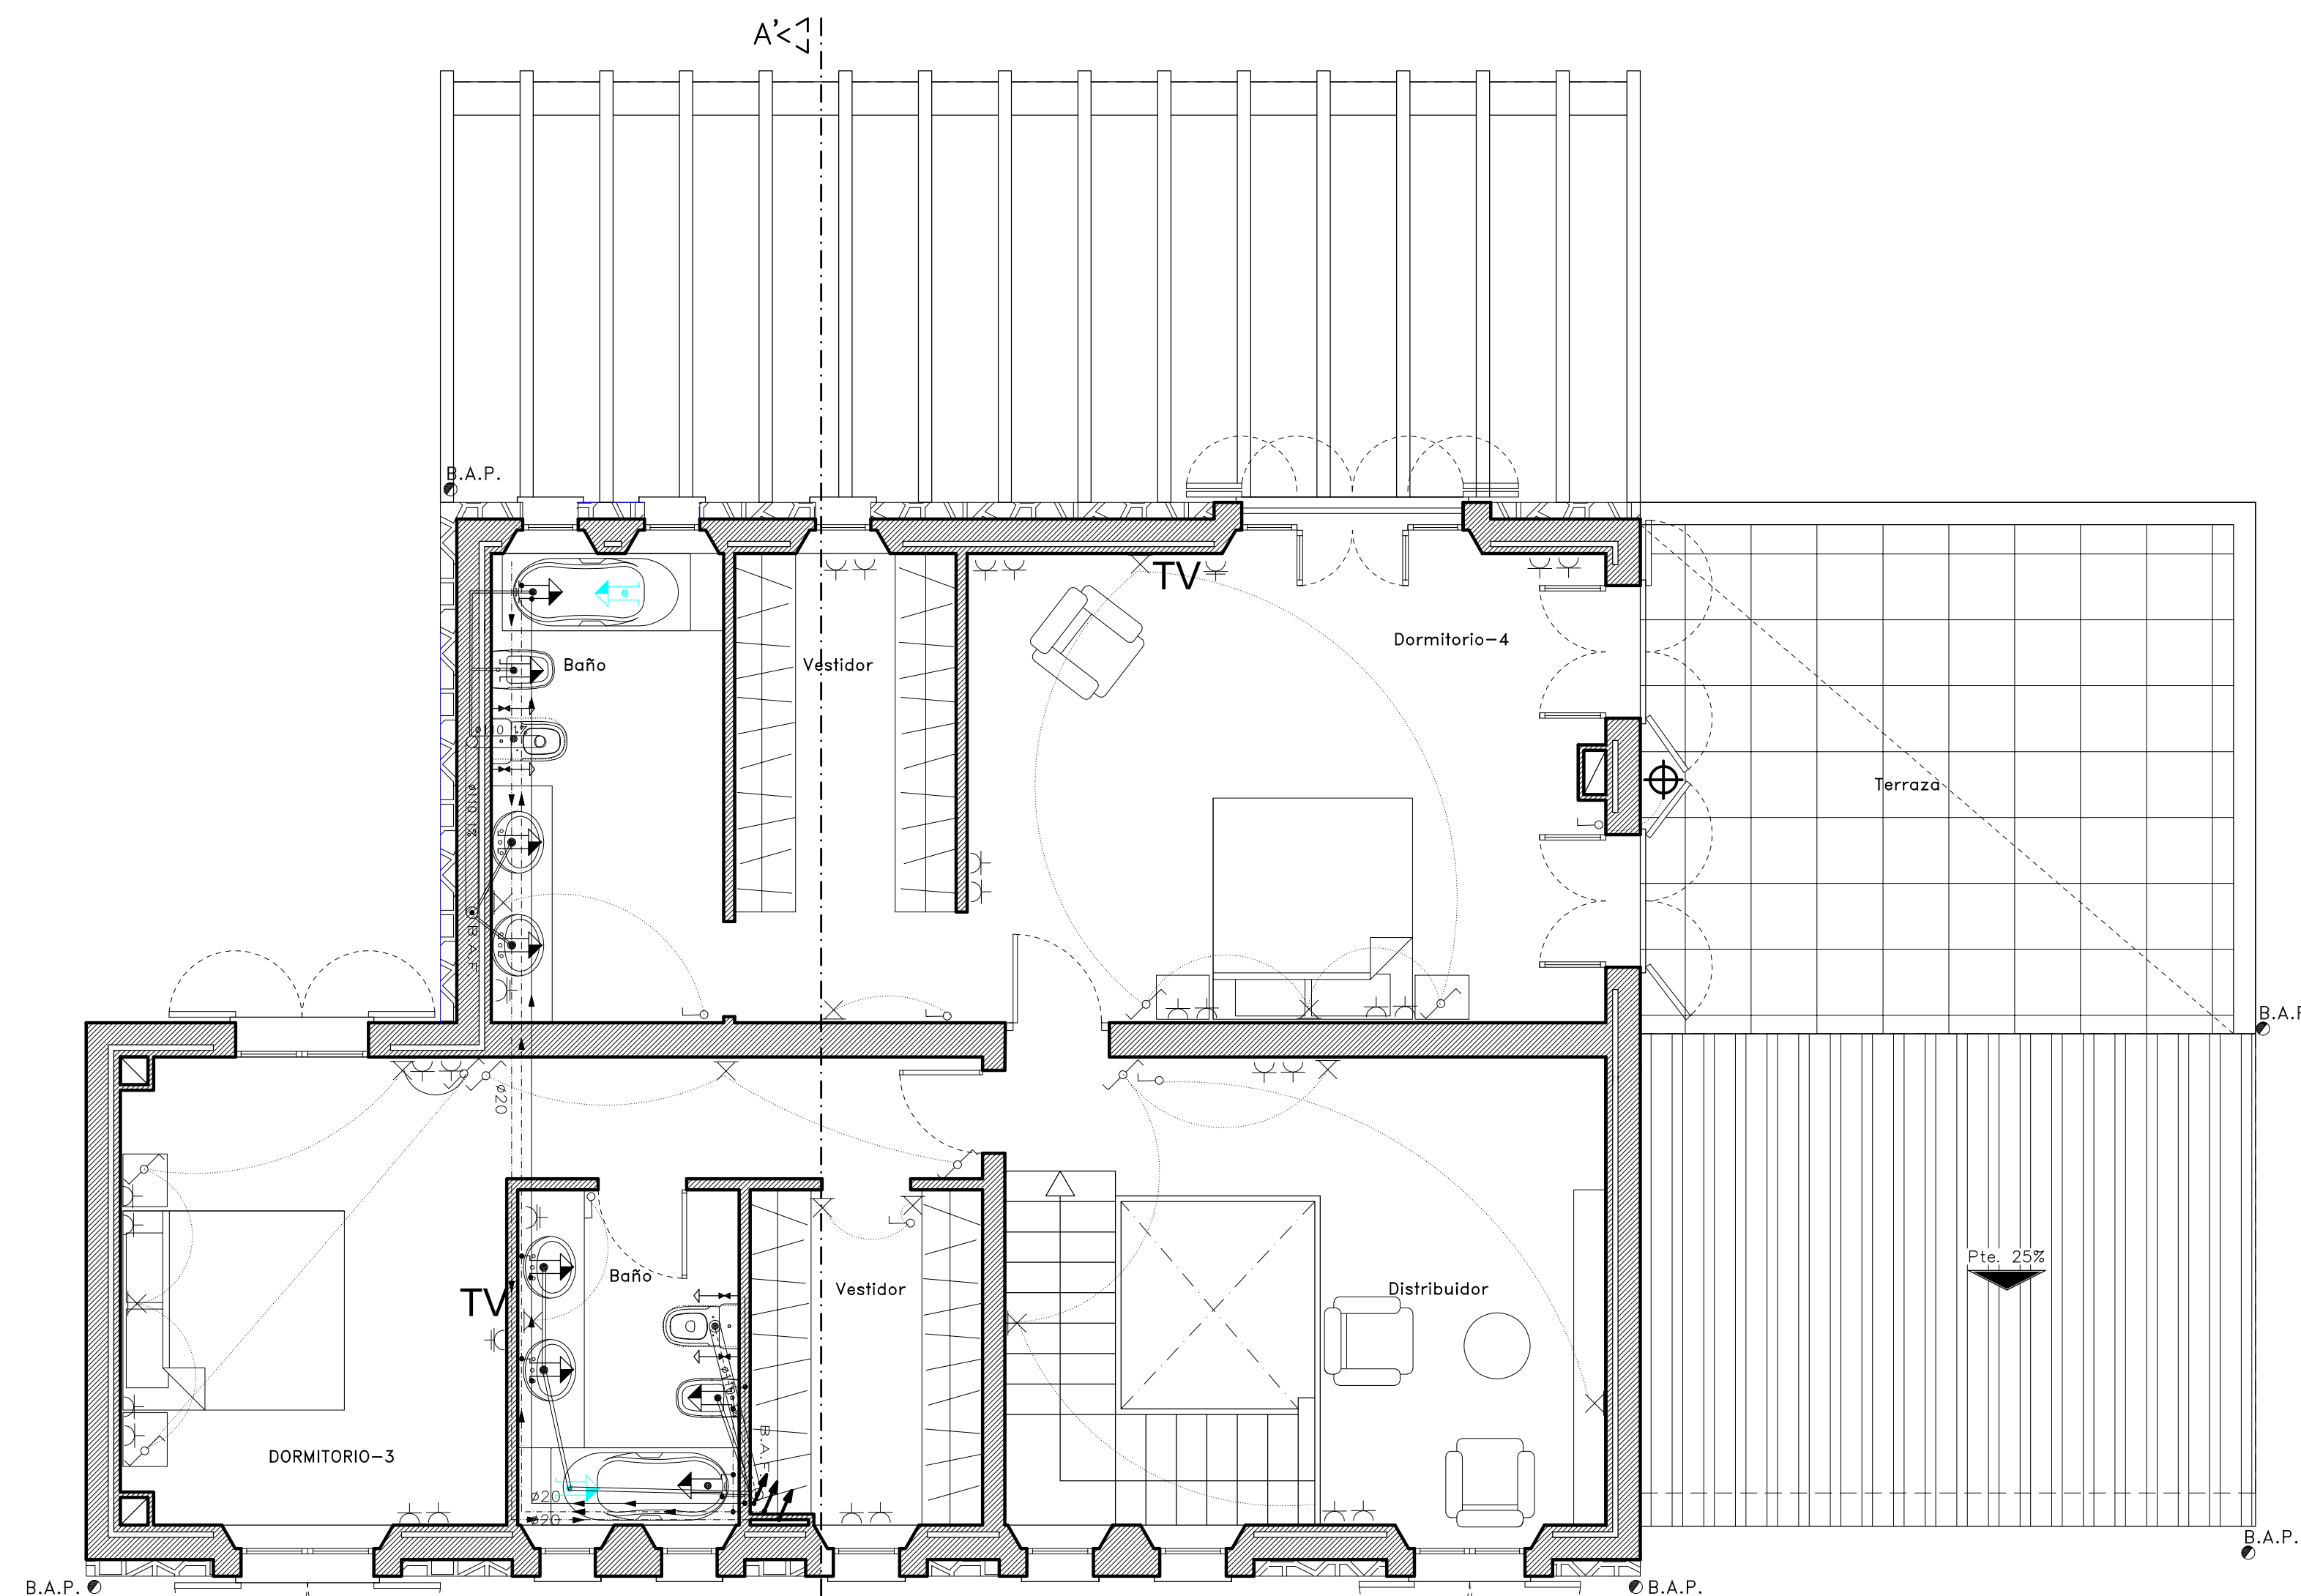 A'
B.A.P.
TV
Dormitorio-4
Baño
Vestidor
Terraza
B.A.F
B.A.P
ø20
Pte. 25%
Baño
Vestidor
Distribuidor
TV
B.A.F.
DORMITORIO-3
ø20
ø20
B.A.P.
B.A.P.
B.A.P.